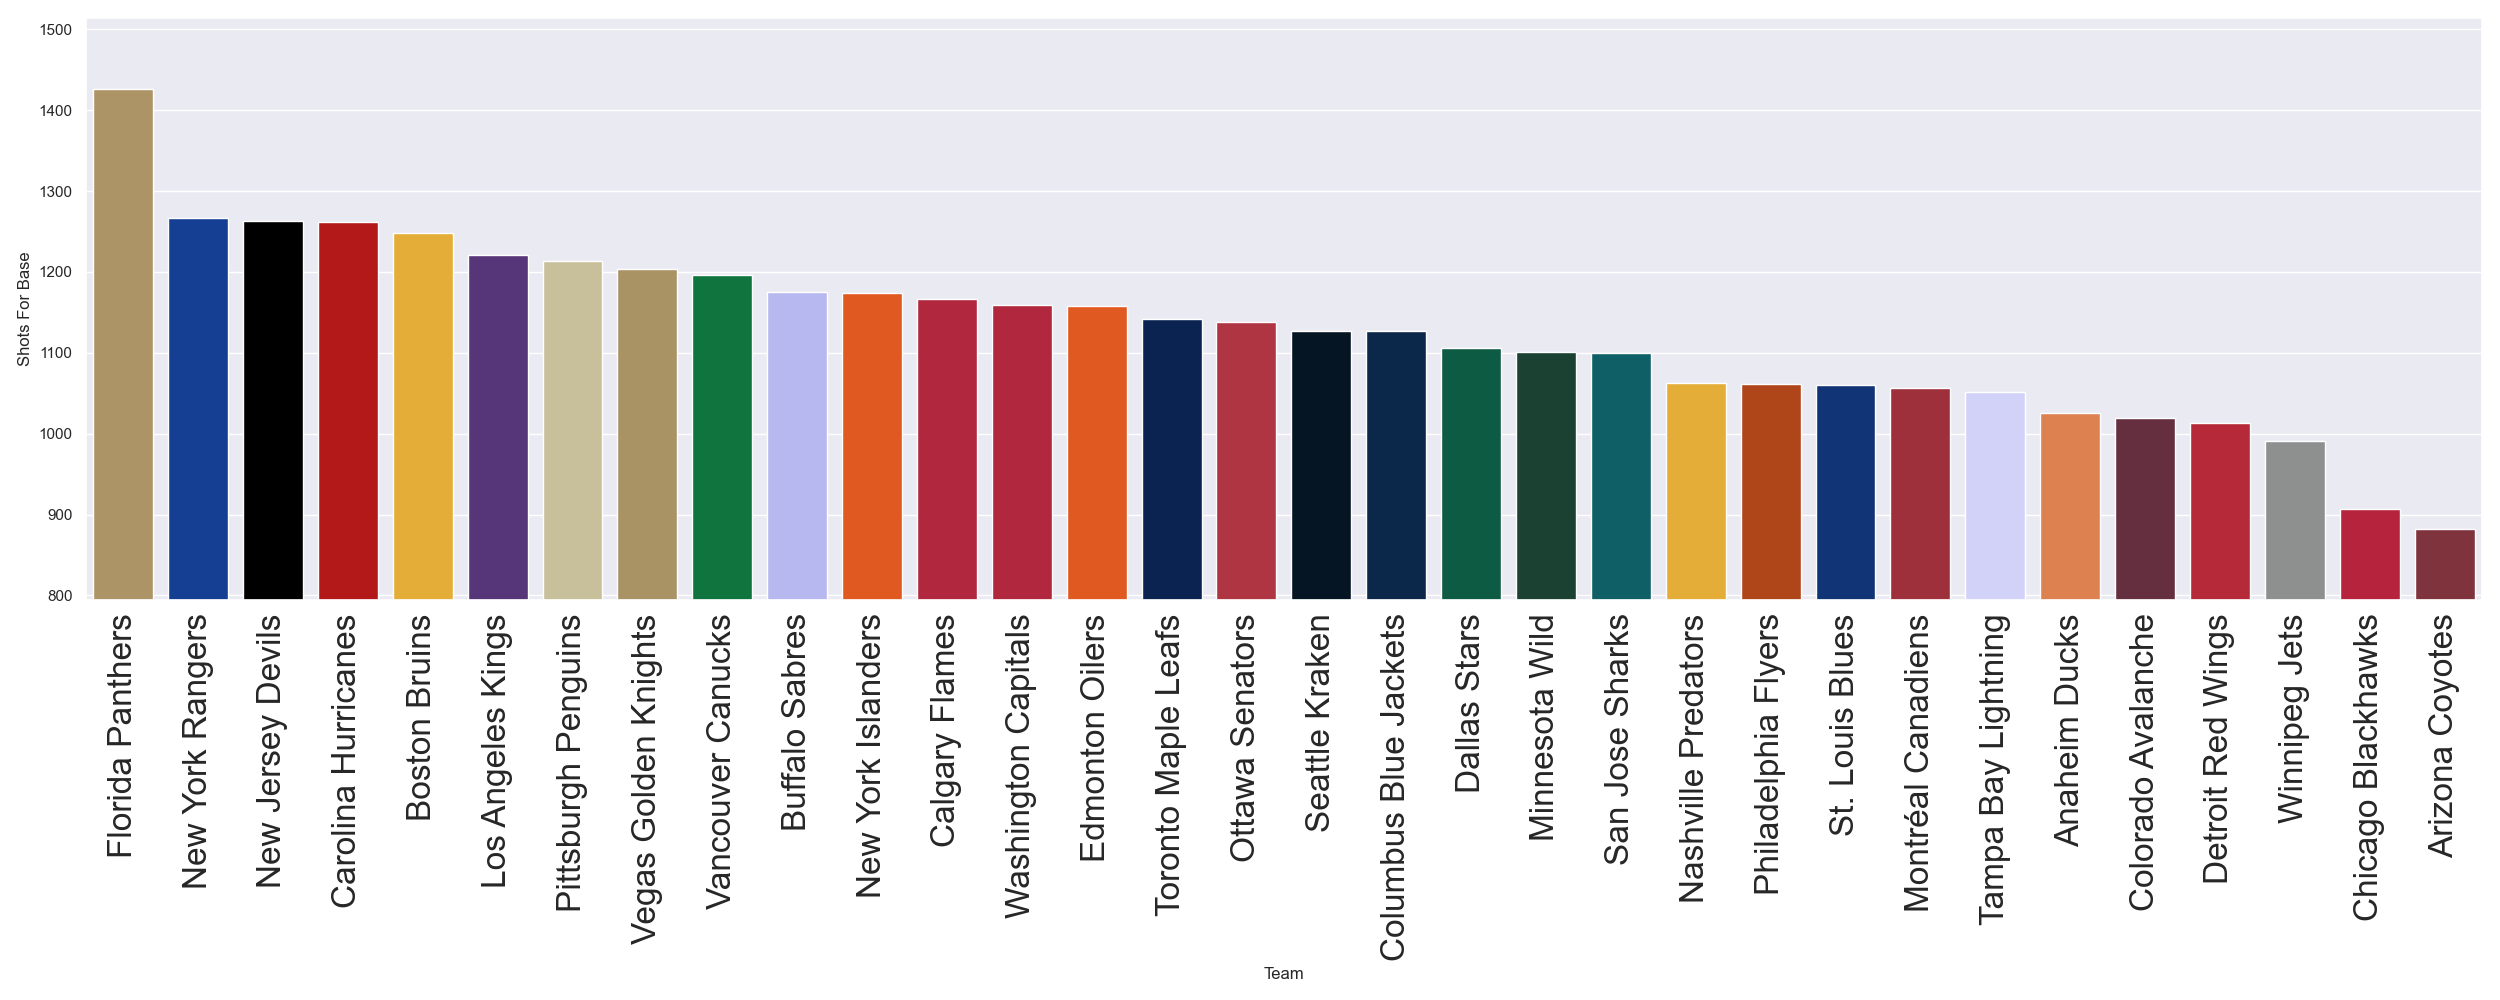 1500
1400
1300
1200
1100
1000
900
800
Shots For Base
Florida Panthers
New York Rangers
New Jersey Devils
Carolina Hurricanes
Boston Bruins
Los Angeles Kings
Pittsburgh Penguins
Vegas Golden Knights
Vancouver Canucks
Buffalo Sabres
New York Islanders
Calgary Flames
Washington Capitals
Edmonton Oilers
Toronto Maple Leafs
Ottawa Senators
Seattle Kraken
Columbus Blue Jackets
Dallas Stars
Minnesota Wild
San Jose Sharks
Nashville Predators
Philadelphia Flyers
St. Louis Blues
Montréal Canadiens
Tampa Bay Lightning
Anaheim Ducks
Colorado Avalanche
Detroit Red Wings
Winnipeg Jets
Chicago Blackhawks
Arizona Coyotes
Team